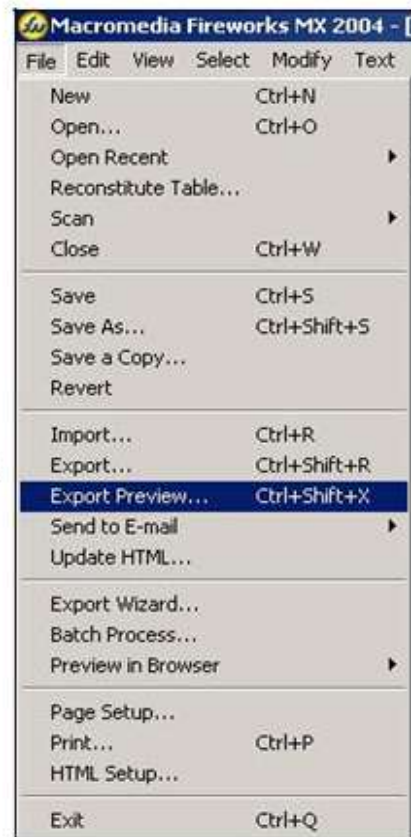 Macromedia Fireworks MX 2004 - [
File Edit View Select Modify Text
New Ctrl+N
Open... Ctrl+O
Open Recent
Reconstitute Table...
Scan
Close Ctrl+W
Save Ctrl+S
Save As... Ctrl+Shift+S
Save a Copy...
Revert
Import... Ctrl+R
Export... Ctrl+Shift+R
Export Preview... Ctrl+Shift+X
Send to E-mail
Update HTML...
Export Wizard...
Batch Process...
Preview in Browser
Page Setup...
Print... Ctrl+P
HTML Setup...
Exit Ctrl+Q